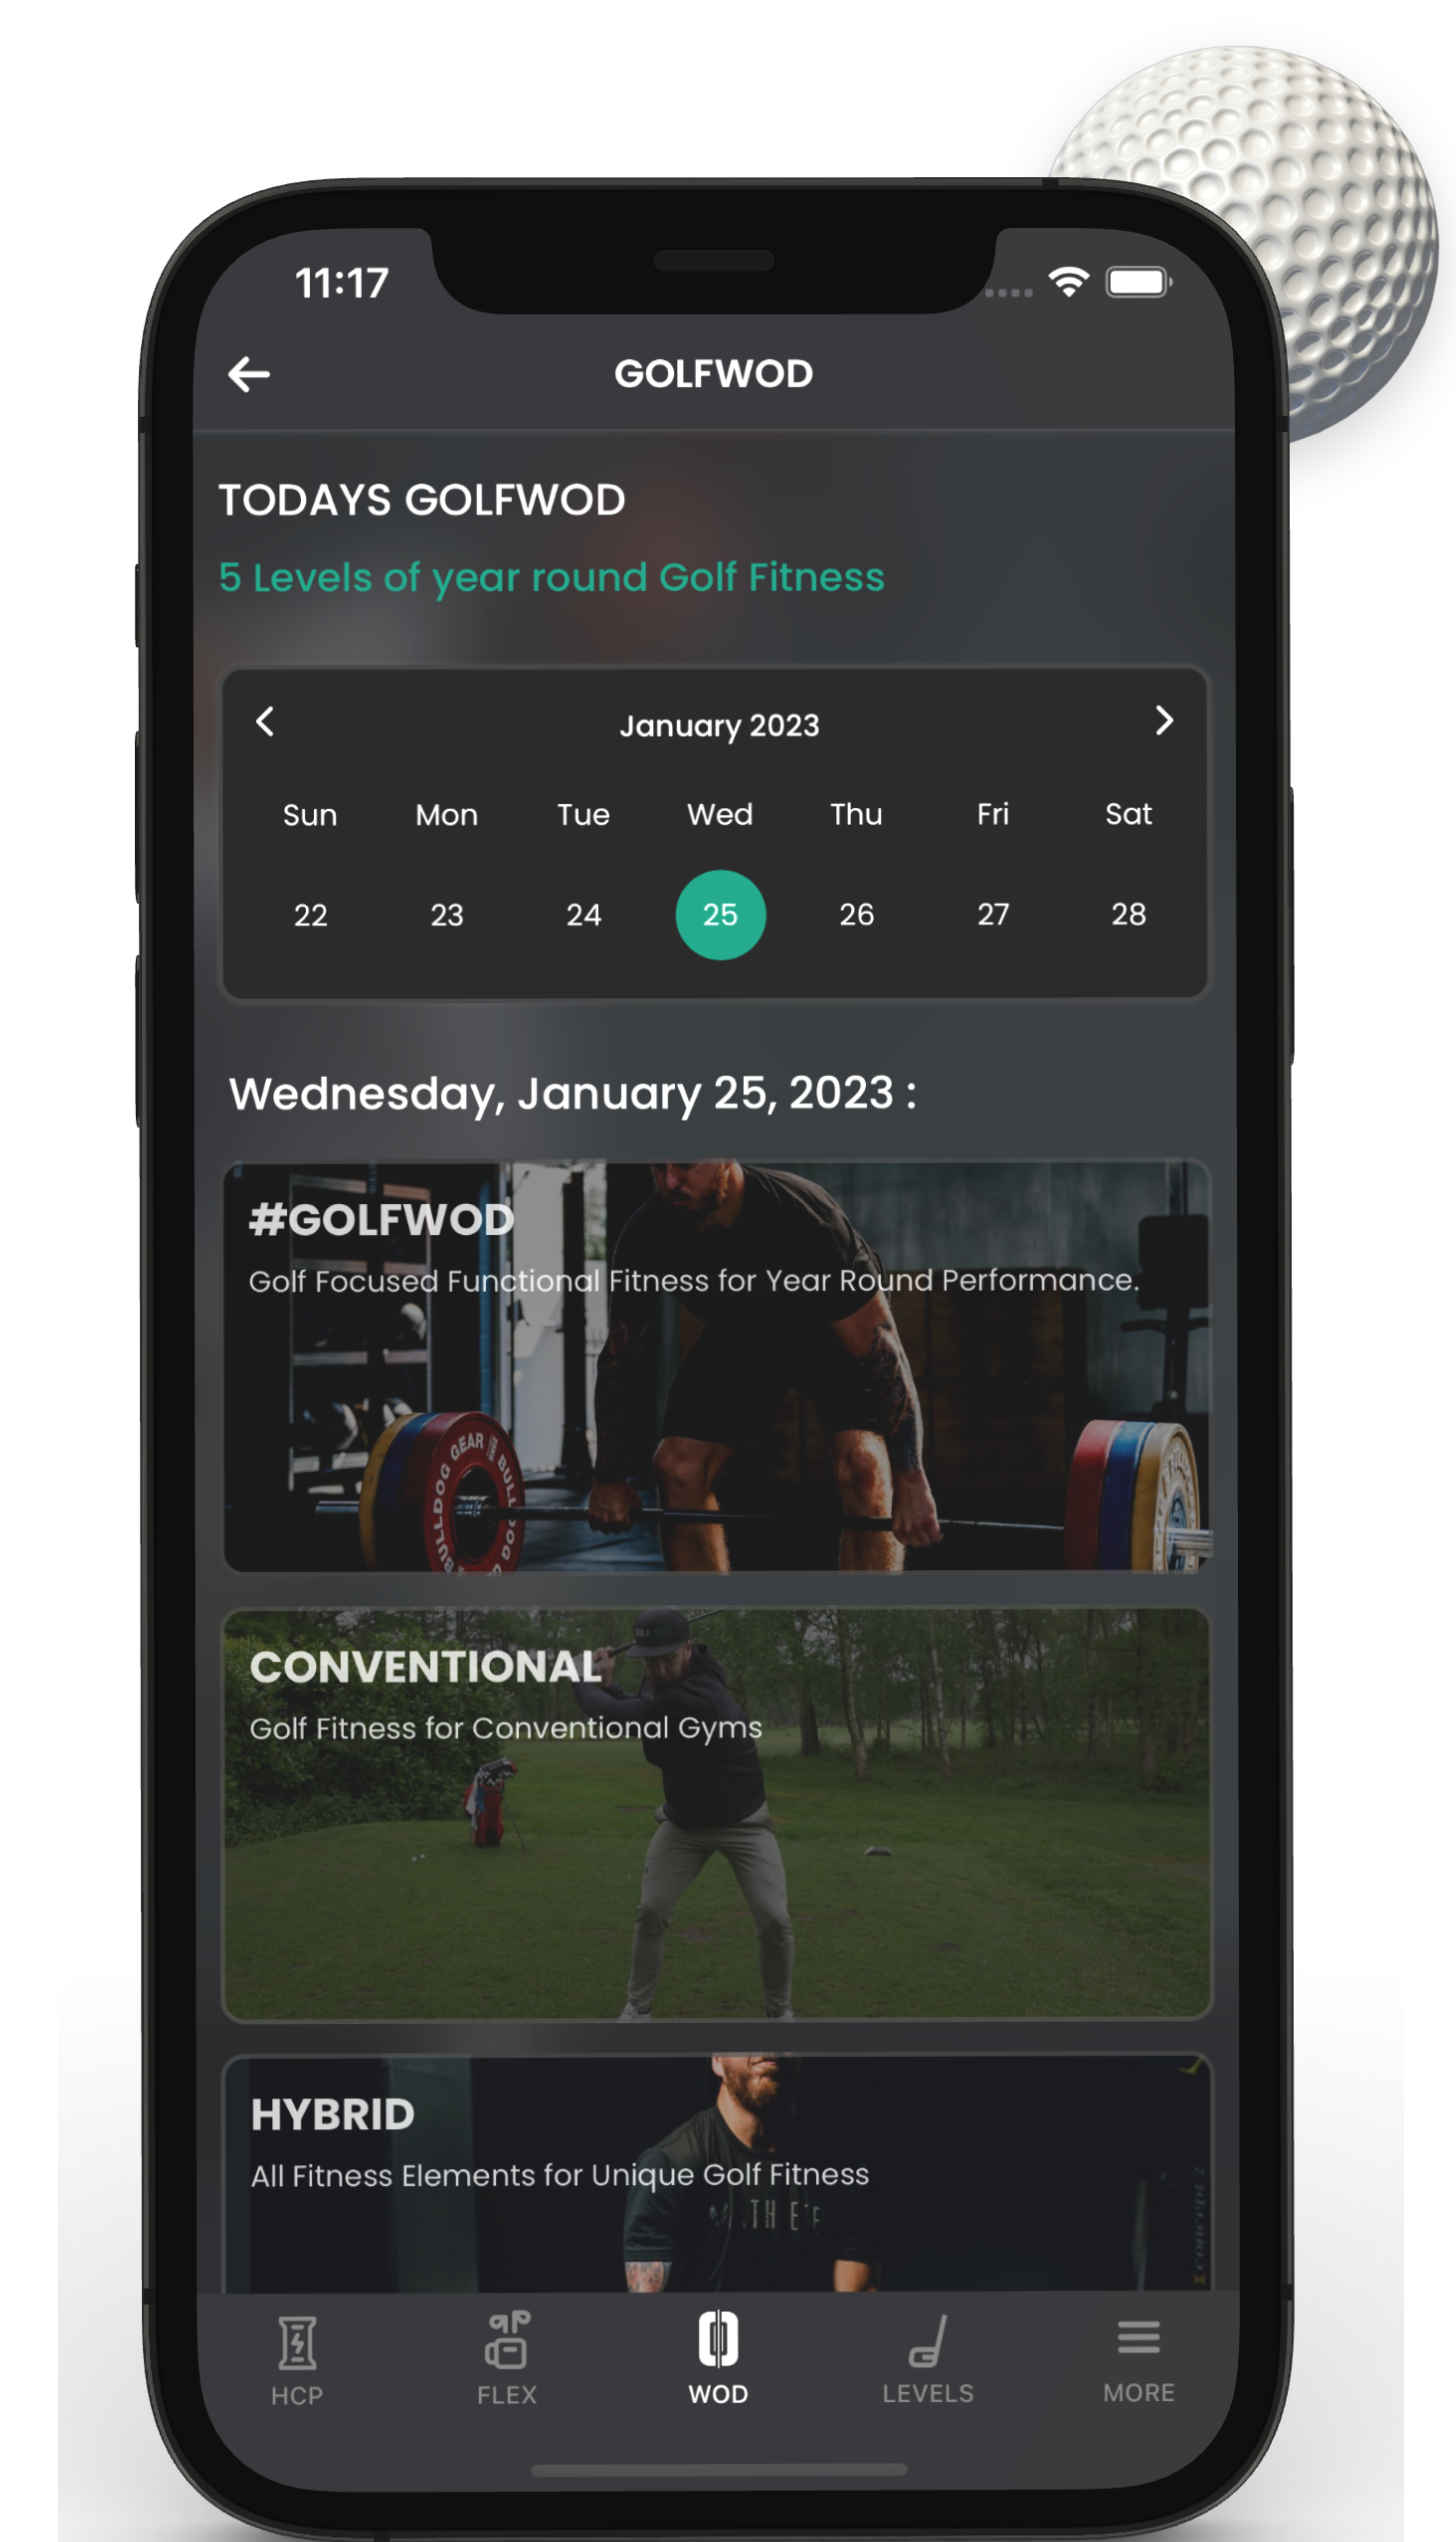 11:17
GOLFWOD
TODAYS GOLFWOD
5 Levels of year round Golf Fitness
January 2023
Sun Mon Tue Wed Thu Fri Sat
22 23 24 25 26 27 28
Wednesday, January 25, 2023 :
#GOLFWOD
Golf Focused Functional Fitness for Year Round Performance.
BULLDOG GEAR BULLDOG
CONVENTIONAL
Golf Fitness for Conventional Gyms
HYBRID
All Fitness Elements for Unique Golf Fitness
concept 2
HCP FLEX WOD LEVELS MORE